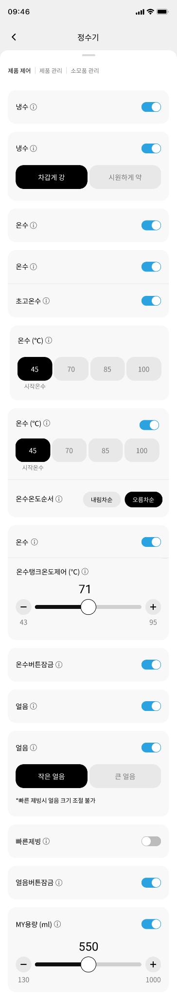 09:46
정수기
제품 제어 | 제품 관리 | 소모품 관리
냉수
냉수
차갑게 강 시원하게 약
온수
온수
초고온수
온수 (℃)
45 70 85 100
시작온수
온수 (℃)
45 70 85 100
시작온수
온수온도순서 내림차순 오름차순
온수
온수탱크온도제어 (℃)
71
43 95
온수버튼잠금
얼음
얼음
작은 얼음 큰 얼음
*빠른 제빙시 얼음 크기 조절 불가
빠른제빙
얼음버튼잠금
MY용량 (ml)
550
130 1000